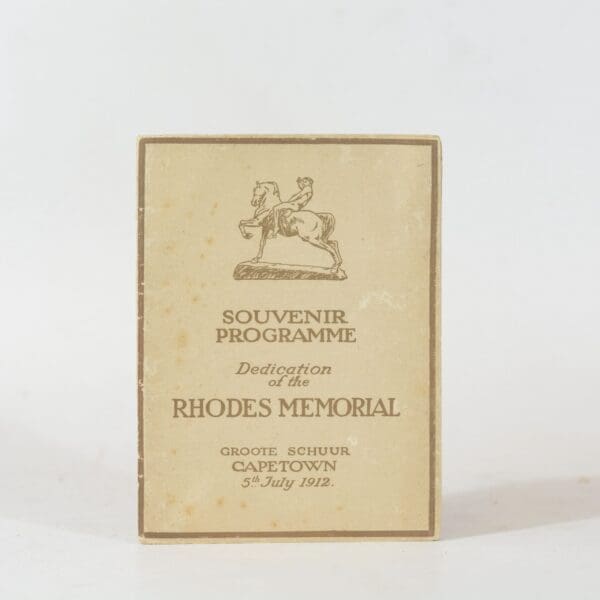 SOUVENIR
PROGRAMME
Dedication
of the
RHODES MEMORIAL
GROOTE SCHUUR
CAPETOWN
5th July 1912.